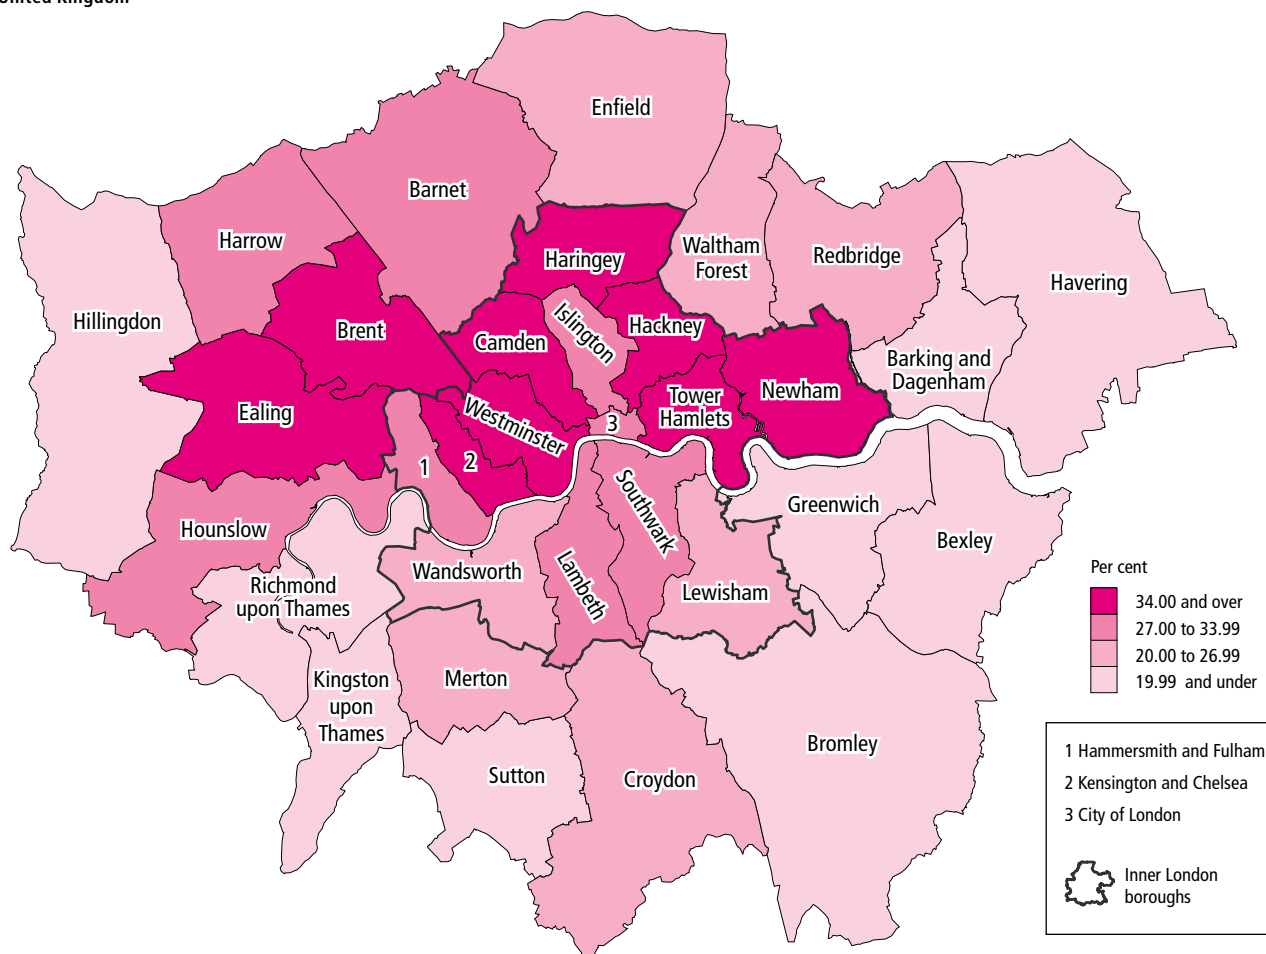 United Kingdom
Enfield
Barnet
Harrow
Haringey
Waltham
Forest
Redbridge
Havering
Hillingdon
Brent
Camden
Islington
Hackney
Barking and
Dagenham
Ealing
Westminster
Tower
Hamlets
Newham
1
2
3
Hounslow
Southwark
Greenwich
Bexley
Richmond
upon Thames
Wandsworth
Lambeth
Lewisham
Kingston
upon
Thames
Merton
Sutton
Croydon
Bromley
Per cent
34.00 and over
27.00 to 33.99
20.00 to 26.99
19.99 and under
1 Hammersmith and Fulham
2 Kensington and Chelsea
3 City of London
Inner London
boroughs